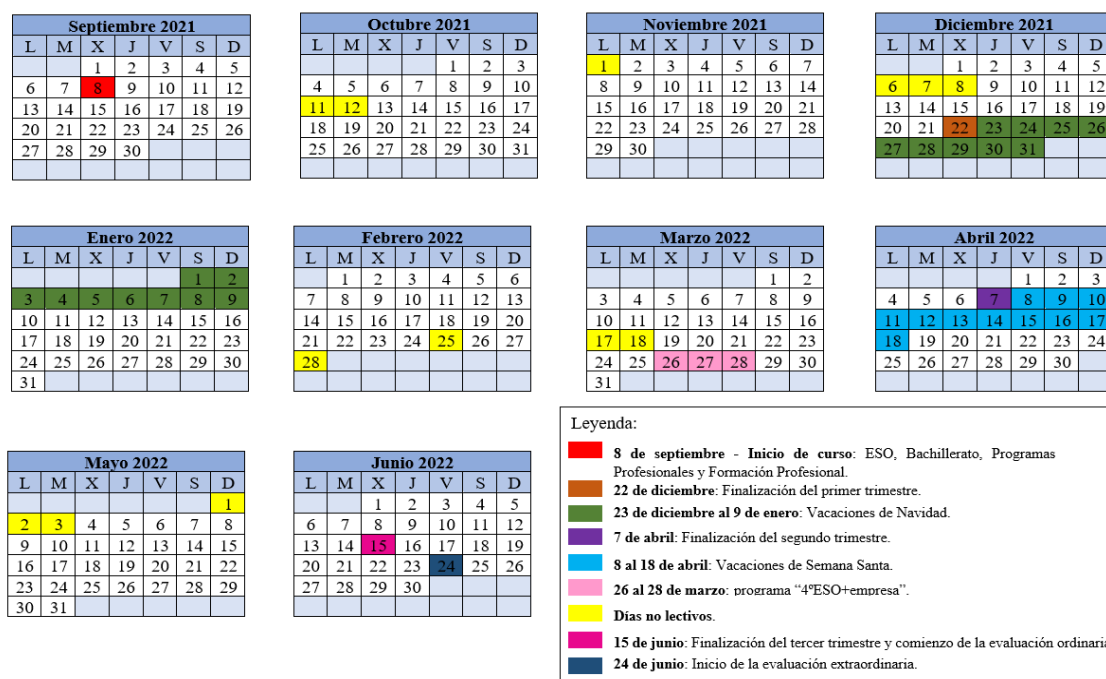 Septiembre 2021
L M X J V S D
1 2 3 4 5
6 7 8 9 10 11 12
13 14 15 16 17 18 19
20 21 22 23 24 25 26
27 28 29 30
Octubre 2021
L M X J V S D
1 2 3
4 5 6 7 8 9 10
11 12 13 14 15 16 17
18 19 20 21 22 23 24
25 26 27 28 29 30 31
Noviembre 2021
L M X J V S D
1 2 3 4 5 6 7
8 9 10 11 12 13 14
15 16 17 18 19 20 21
22 23 24 25 26 27 28
29 30
Diciembre 2021
L M X J V S D
1 2 3 4 5
6 7 8 9 10 11 12
13 14 15 16 17 18 19
20 21 22 23 24 25 26
27 28 29 30 31
Enero 2022
L M X J V S D
1 2
3 4 5 6 7 8 9
10 11 12 13 14 15 16
17 18 19 20 21 22 23
24 25 26 27 28 29 30
31
Febrero 2022
L M X J V S D
1 2 3 4 5 6
7 8 9 10 11 12 13
14 15 16 17 18 19 20
21 22 23 24 25 26 27
28
Marzo 2022
L M X J V S D
1 2
3 4 5 6 7 8 9
10 11 12 13 14 15 16
17 18 19 20 21 22 23
24 25 26 27 28 29 30
31
Abril 2022
L M X J V S D
1 2 3
4 5 6 7 8 9 10
11 12 13 14 15 16 17
18 19 20 21 22 23 24
25 26 27 28 29 30
Mayo 2022
L M X J V S D
1
2 3 4 5 6 7 8
9 10 11 12 13 14 15
16 17 18 19 20 21 22
23 24 25 26 27 28 29
30 31
Junio 2022
L M X J V S D
1 2 3 4 5
6 7 8 9 10 11 12
13 14 15 16 17 18 19
20 21 22 23 24 25 26
27 28 29 30
Leyenda:
8 de septiembre - Inicio de curso: ESO, Bachillerato, Programas
Profesionales y Formación Profesional.
22 de diciembre: Finalización del primer trimestre.
23 de diciembre al 9 de enero: Vacaciones de Navidad.
7 de abril: Finalización del segundo trimestre.
8 al 18 de abril: Vacaciones de Semana Santa.
26 al 28 de marzo: programa “4ºESO+empresa”.
Días no lectivos.
15 de junio: Finalización del tercer trimestre y comienzo de la evaluación ordinaria
24 de junio: Inicio de la evaluación extraordinaria.